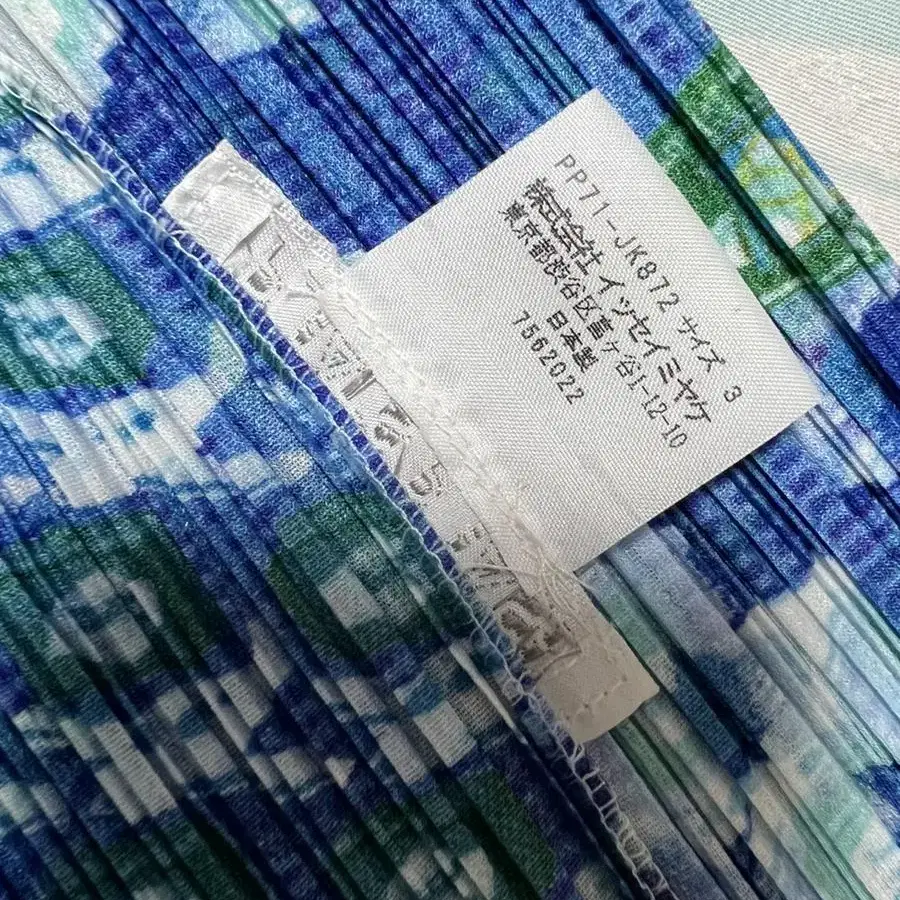 PP71-JK872 サイズ 3
株式会社 イッセイミヤケ
東京都渋谷区富ヶ谷1-12-10
日本製
7562022